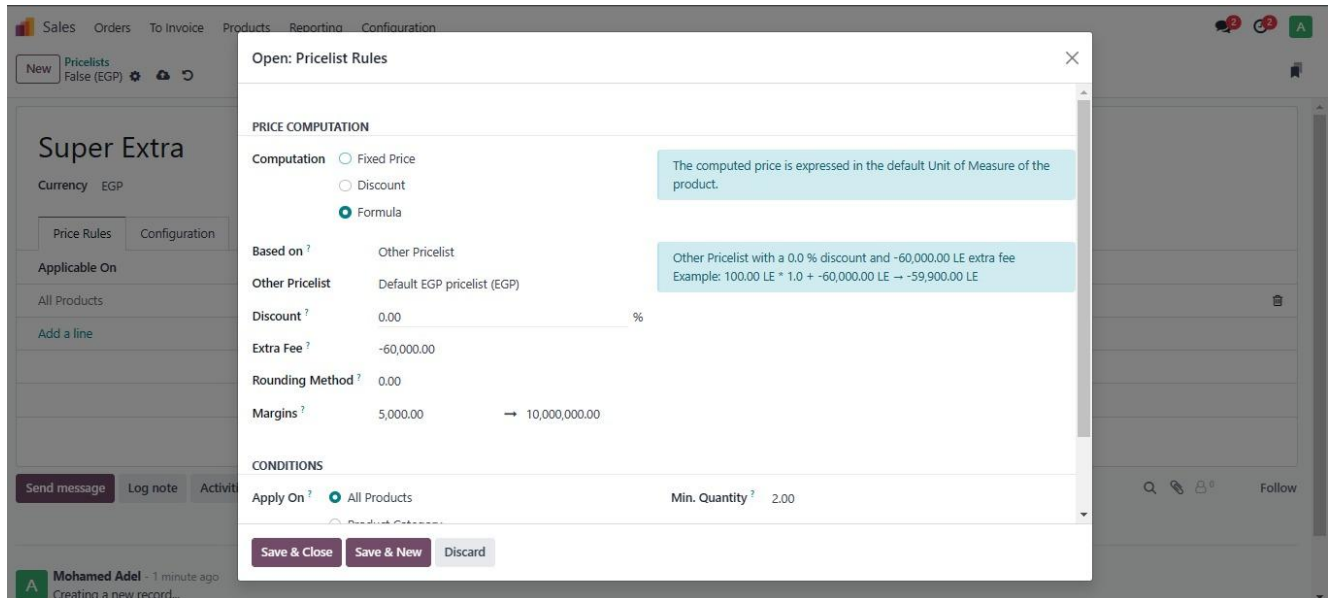 Sales Orders To Invoice Products Reporting Configuration
2 2 A
New Pricelists
False (EGP)
Open: Pricelist Rules
Super Extra
Currency EGP
Price Rules Configuration
Applicable On
All Products
Add a line
PRICE COMPUTATION
Computation Fixed Price
Discount
Formula
The computed price is expressed in the default Unit of Measure of the
product.
Based on ? Other Pricelist
Other Pricelist Default EGP pricelist (EGP)
Discount ? 0.00 %
Extra Fee ? -60,000.00
Rounding Method ? 0.00
Margins ? 5,000.00 → 10,000,000.00
Other Pricelist with a 0.0 % discount and -60,000.00 LE extra fee
Example: 100.00 LE * 1.0 + -60,000.00 LE → -59,900.00 LE
CONDITIONS
Apply On ? All Products
Product Category
Min. Quantity ? 2.00
Save & Close Save & New Discard
Send message Log note Activiti
0 Follow
A Mohamed Adel - 1 minute ago
Creating a new record...